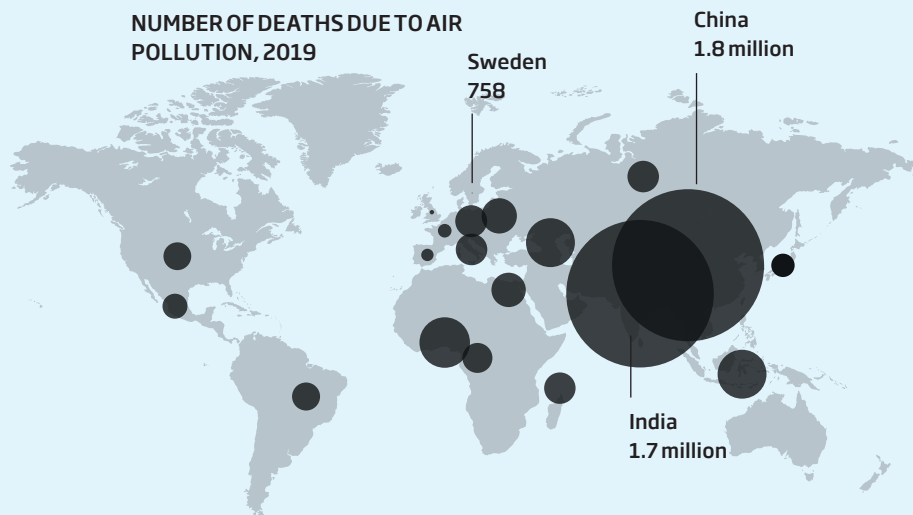 NUMBER OF DEATHS DUE TO AIR
POLLUTION, 2019
Sweden
758
China
1.8 million
India
1.7 million